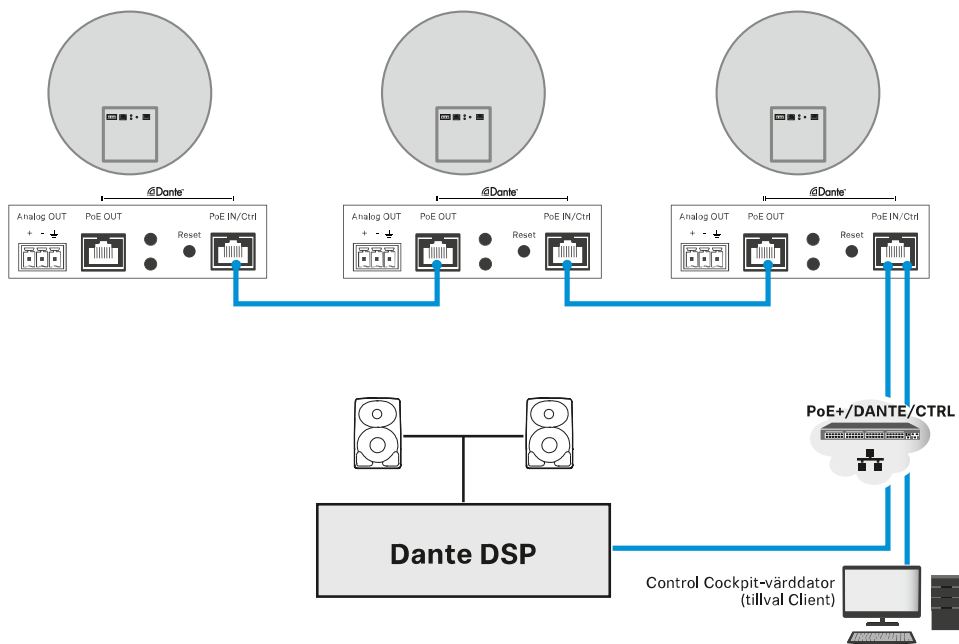 Dante
Dante
Dante
Analog OUT PoE OUT PoE IN/Ctrl
+ - Reset
Analog OUT PoE OUT PoE IN/Ctrl
+ - Reset
Analog OUT PoE OUT PoE IN/Ctrl
+ - Reset
PoE+/DANTE/CTRL
Dante DSP
Control Cockpit-värddator
(tillval Client)